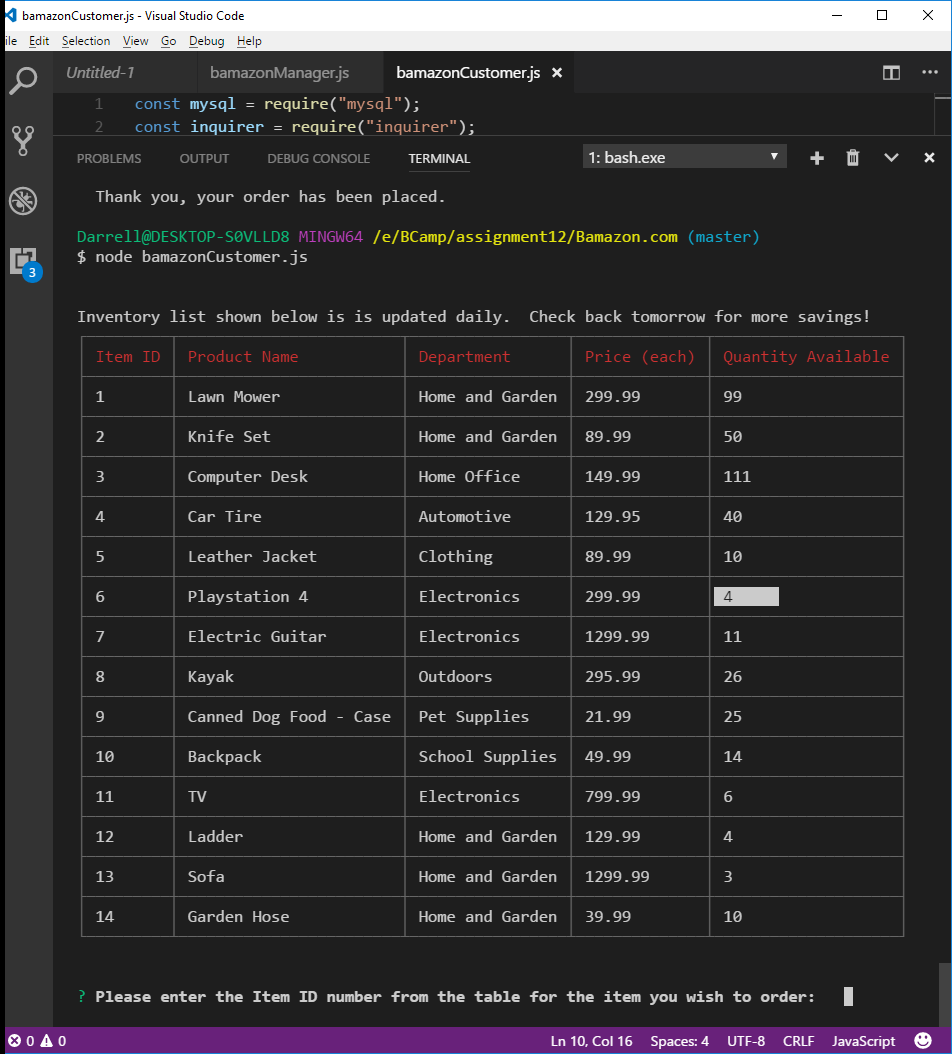 bamazonCustomer.js - Visual Studio Code
ile Edit Selection View Go Debug Help
Untitled-1 bamazonManager.js bamazonCustomer.js
1 const mysql = require("mysql");
2 const inquirer = require("inquirer");
PROBLEMS OUTPUT DEBUG CONSOLE TERMINAL 1: bash.exe
Thank you, your order has been placed.
Darrell@DESKTOP-S0VLLD8 MINGW64 /e/BCamp/assignment12/Bamazon.com (master)
$ node bamazonCustomer.js
3
Inventory list shown below is is updated daily.  Check back tomorrow for more savings!
Item ID Product Name Department Price (each) Quantity Available
1 Lawn Mower Home and Garden 299.99 99
2 Knife Set Home and Garden 89.99 50
3 Computer Desk Home Office 149.99 111
4 Car Tire Automotive 129.95 40
5 Leather Jacket Clothing 89.99 10
6 Playstation 4 Electronics 299.99 4
7 Electric Guitar Electronics 1299.99 11
8 Kayak Outdoors 295.99 26
9 Canned Dog Food - Case Pet Supplies 21.99 25
10 Backpack School Supplies 49.99 14
11 TV Electronics 799.99 6
12 Ladder Home and Garden 129.99 4
13 Sofa Home and Garden 1299.99 3
14 Garden Hose Home and Garden 39.99 10
? Please enter the Item ID number from the table for the item you wish to order:
0 0 Ln 10, Col 16 Spaces: 4 UTF-8 CRLF JavaScript